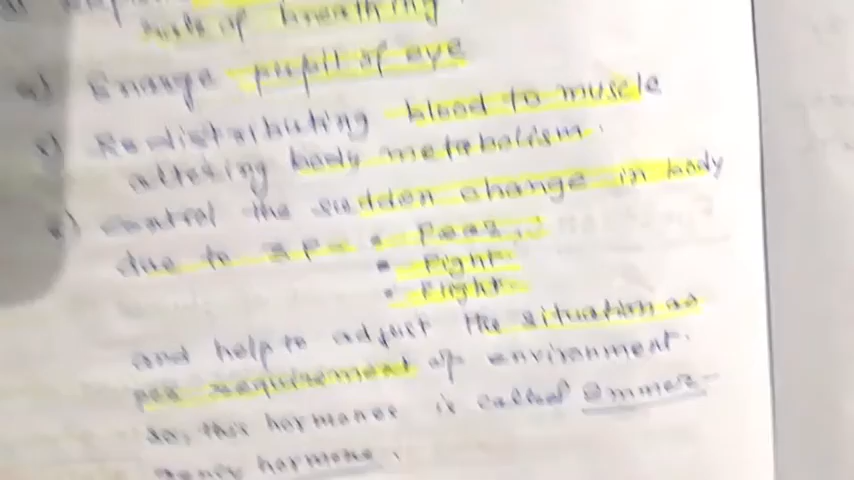 rate of breathing
Enarge pupil of eye
Redistributing blood to muscle
altering body metabolism.
control the sudden change in body
due to 3F - • Fear,
• Fight
• Flight
and help to adjust the situation as
per requirement of environment.
so, this hormones is called Emmer-
gency hormone.